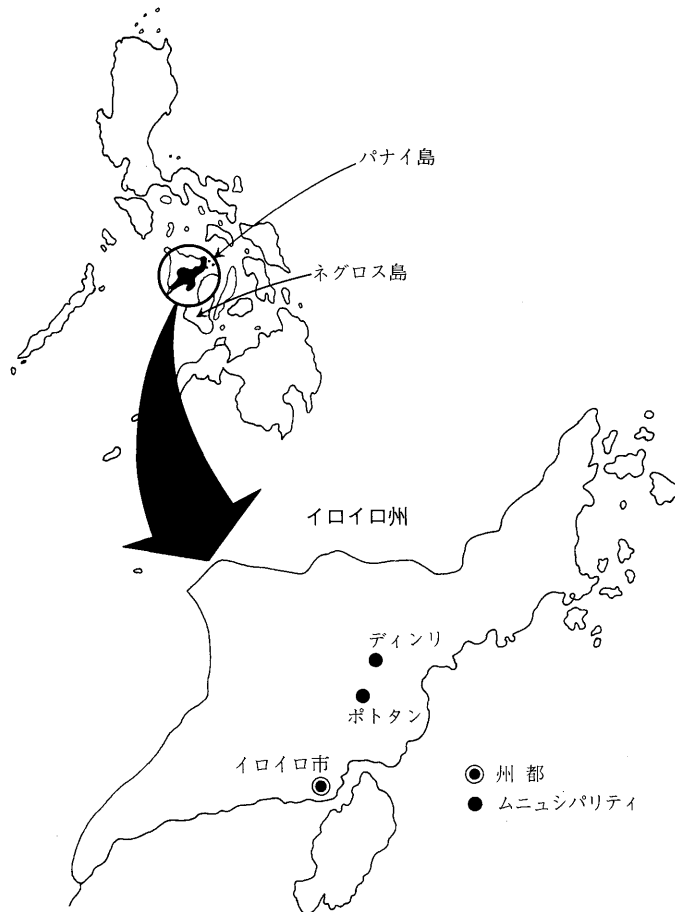 パナイ島
ネグロス島
イロイロ州
ディンリ
ポトタン
イロイロ市
州都
ムニュシパリティ